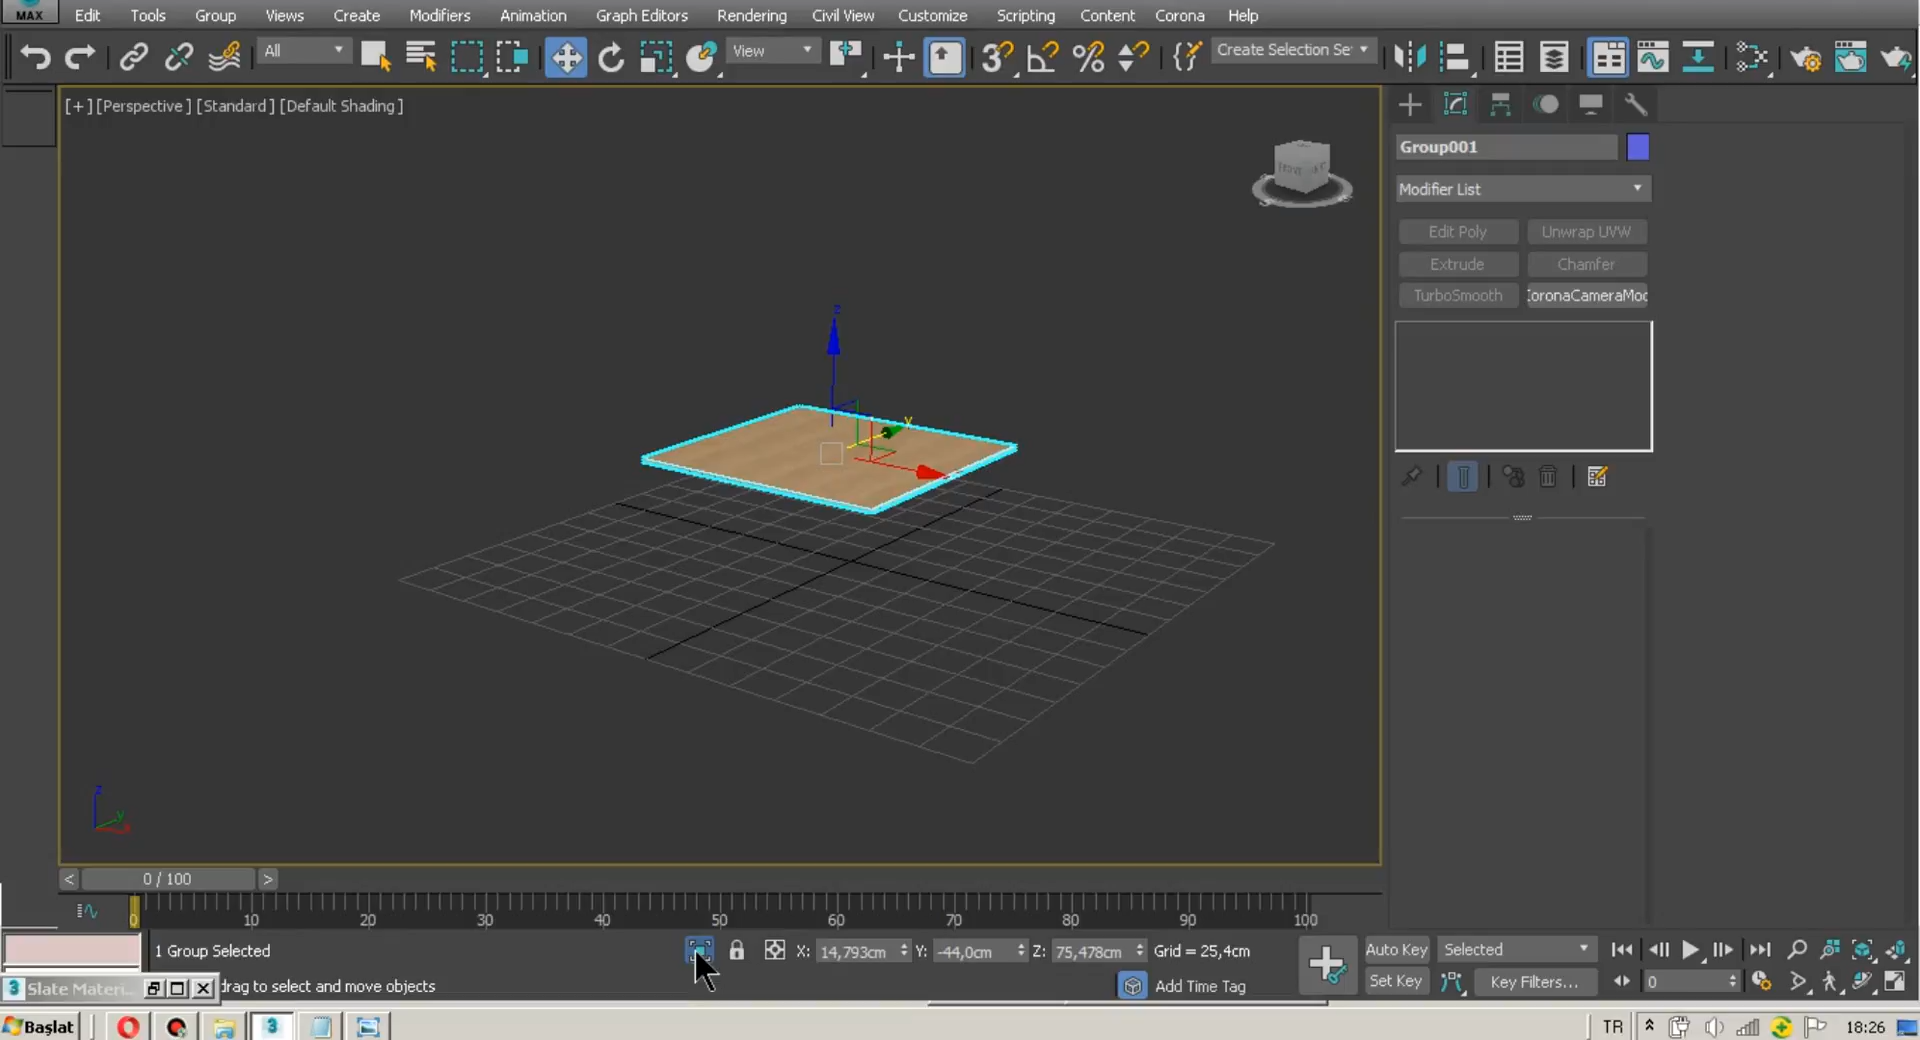 MAX
Edit Tools Group Views Create Modifiers Animation Graph Editors Rendering Civil View Customize Scripting Content Corona Help
All View Create Selection Se
[+] [Perspective ] [Standard ] [Default Shading ]
Group001
Modifier List
Edit Poly Unwrap UVW
Extrude Chamfer
TurboSmooth CoronaCameraMod
z
y
z
y
< 0 / 100 >
0 10 20 30 40 50 60 70 80 90 100
1 Group Selected X: 14,793cm Y: -44,0cm Z: 75,478cm Grid = 25,4cm Auto Key Selected
3 Slate Materi... drag to select and move objects Add Time Tag Set Key Key Filters... 0
Başlat 3 TR 18:26